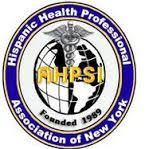 Hispanic Health Professional
AHPSI
Founded 1989
Association of New York